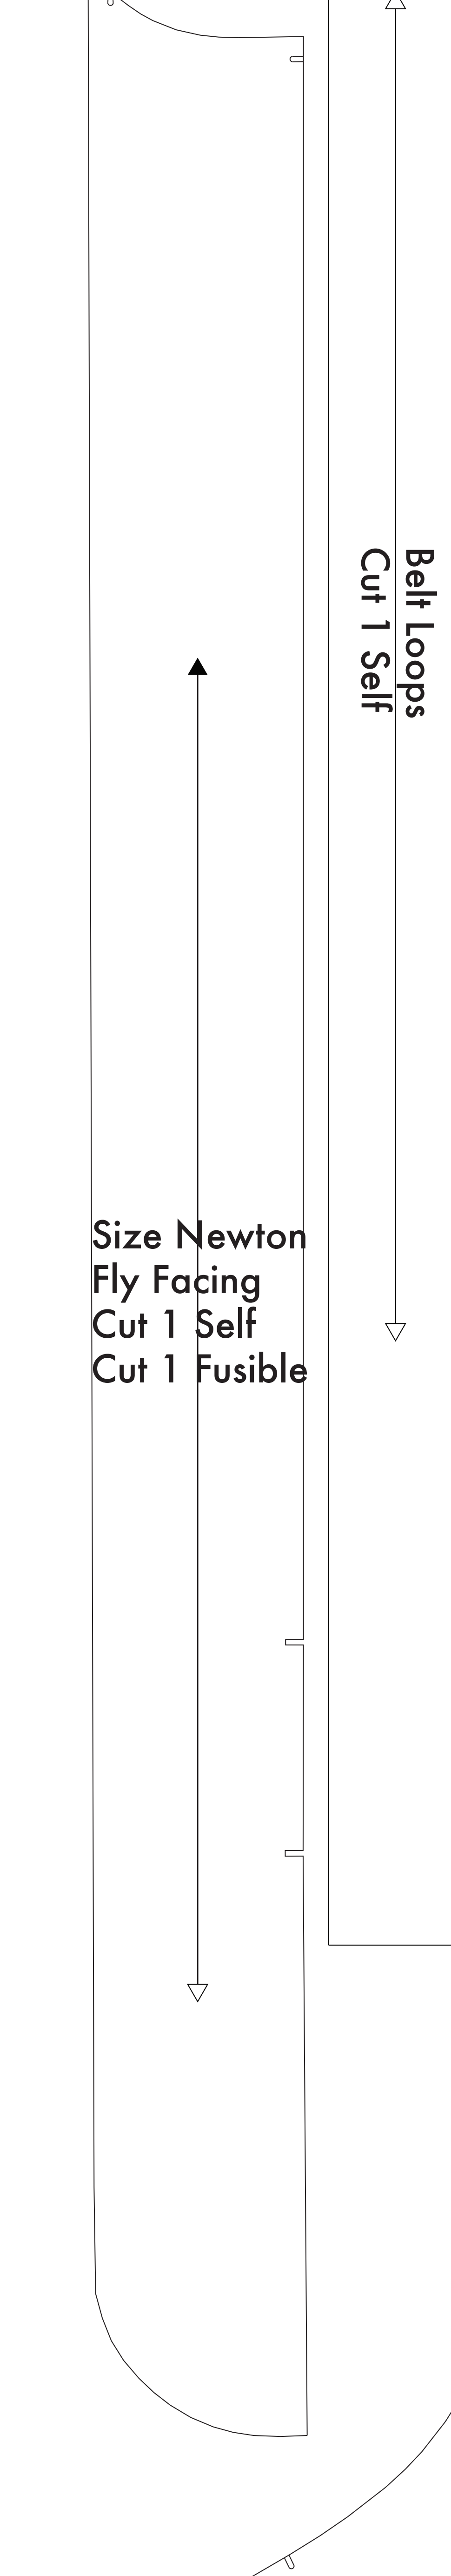 Belt Loops
Cut 1 Self
Size Newton
Fly Facing
Cut 1 Self
Cut 1 Fusible